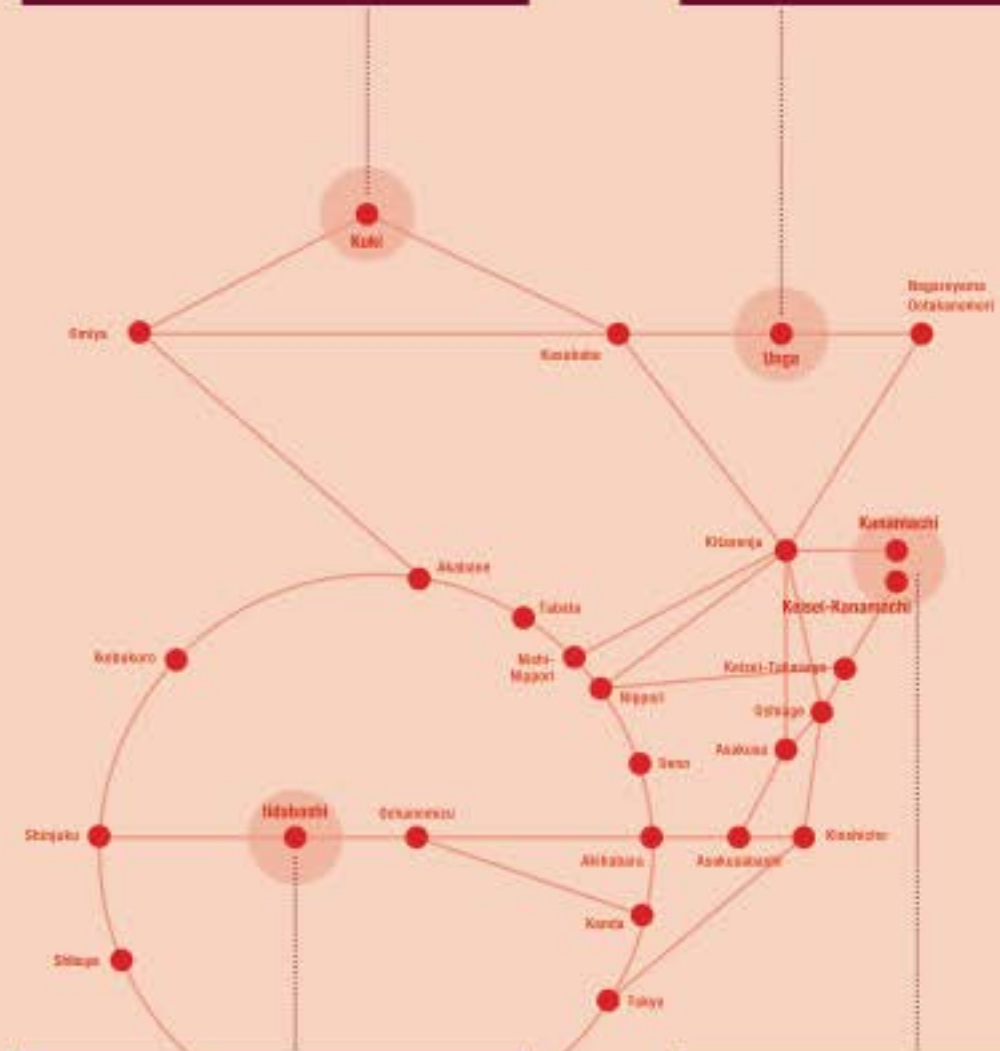 Kuki
Omiya
Kasukabe
Unga
Nagareyama
Ootakanomori
Kitasenju
Kanamachi
Keisei-Kanamachi
Akabane
Tabata
Nishi-
Nippori
Nippori
Ikebukuro
Keisei-Takasago
Oshiage
Asakusa
Ueno
Iidabashi
Ochanomizu
Shinjuku
Akihabara
Asakusabashi
Kinshicho
Kanda
Shibuya
Tokyo